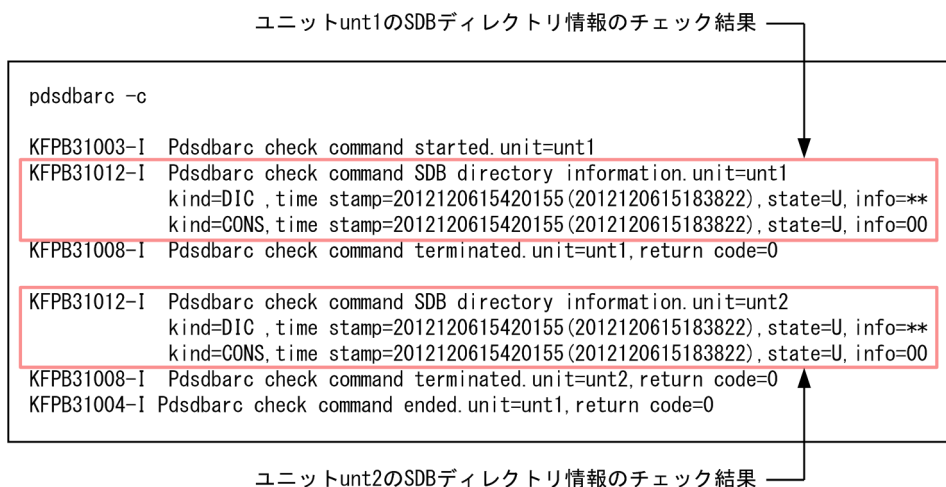 ユニットunt1のSDBディレクトリ情報のチェック結果
pdsdbarc -c
KFPB31003-I  Pdsdbarc check command started.unit=unt1
KFPB31012-I  Pdsdbarc check command SDB directory information.unit=unt1
kind=DIC ,time stamp=2012120615420155(2012120615183822),state=U,info=**
kind=CONS,time stamp=2012120615420155(2012120615183822),state=U,info=00
KFPB31008-I  Pdsdbarc check command terminated.unit=unt1,return code=0
KFPB31012-I  Pdsdbarc check command SDB directory information.unit=unt2
kind=DIC ,time stamp=2012120615420155(2012120615183822),state=U,info=**
kind=CONS,time stamp=2012120615420155(2012120615183822),state=U,info=00
KFPB31008-I  Pdsdbarc check command terminated.unit=unt2,return code=0
KFPB31004-I Pdsdbarc check command ended.unit=unt1,return code=0
ユニットunt2のSDBディレクトリ情報のチェック結果